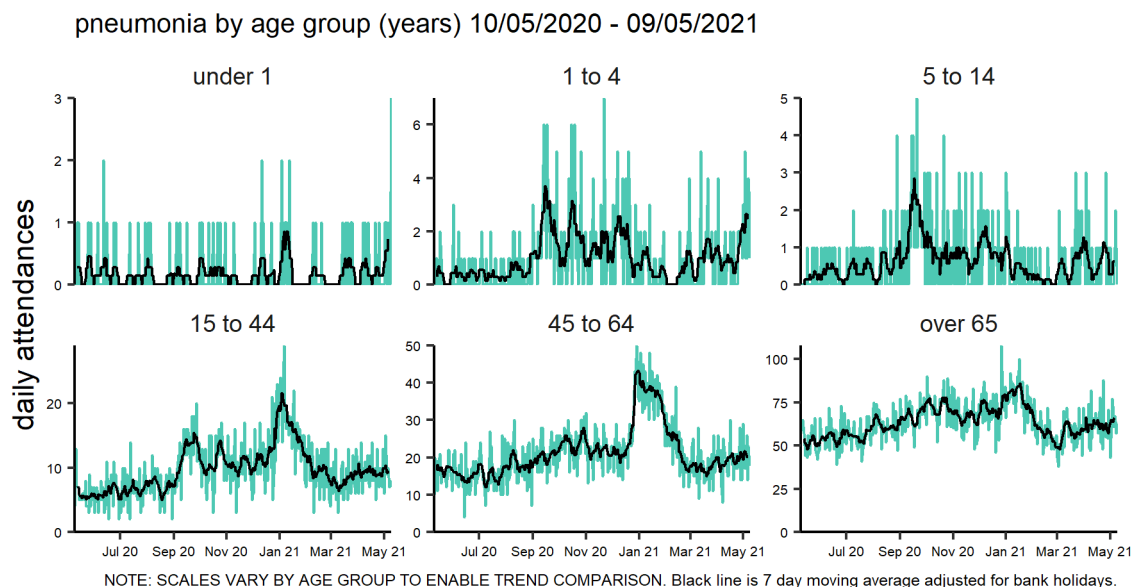 pneumonia by age group (years) 10/05/2020 - 09/05/2021
under 1
1 to 4
5 to 14
3
2
1
0
6
4
2
0
5
4
3
2
1
0
daily attendances
15 to 44
45 to 64
over 65
20
10
0
50
40
30
20
10
0
100
75
50
25
0
Jul 20 Sep 20 Nov 20 Jan 21 Mar 21 May 21
Jul 20 Sep 20 Nov 20 Jan 21 Mar 21 May 21
Jul 20 Sep 20 Nov 20 Jan 21 Mar 21 May 21
NOTE: SCALES VARY BY AGE GROUP TO ENABLE TREND COMPARISON. Black line is 7 day moving average adjusted for bank holidays.